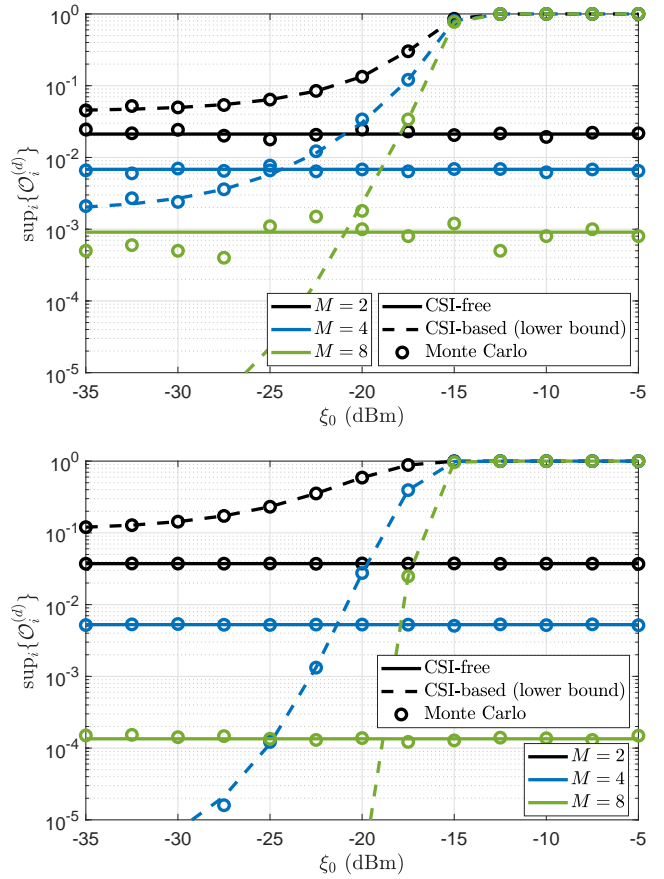 10^0
10^-1
10^-2
10^-3
10^-4
10^-5
sup_i{𝒪_i^(d)}
M = 2
M = 4
M = 8
CSI-free
CSI-based (lower bound)
Monte Carlo
-35 -30 -25 -20 -15 -10 -5
ξ_0 (dBm)
10^0
10^-1
10^-2
10^-3
10^-4
10^-5
sup_i{𝒪_i^(d)}
CSI-free
CSI-based (lower bound)
Monte Carlo
M = 2
M = 4
M = 8
-35 -30 -25 -20 -15 -10 -5
ξ_0 (dBm)